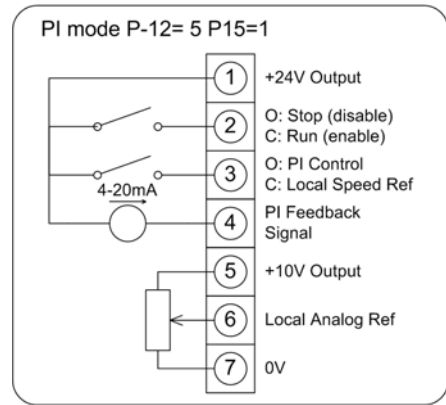 PI mode P-12= 5 P15=1
1 +24V Output
2 O: Stop (disable)
C: Run (enable)
3 O: PI Control
C: Local Speed Ref
4-20mA
4 PI Feedback
Signal
5 +10V Output
6 Local Analog Ref
7 0V